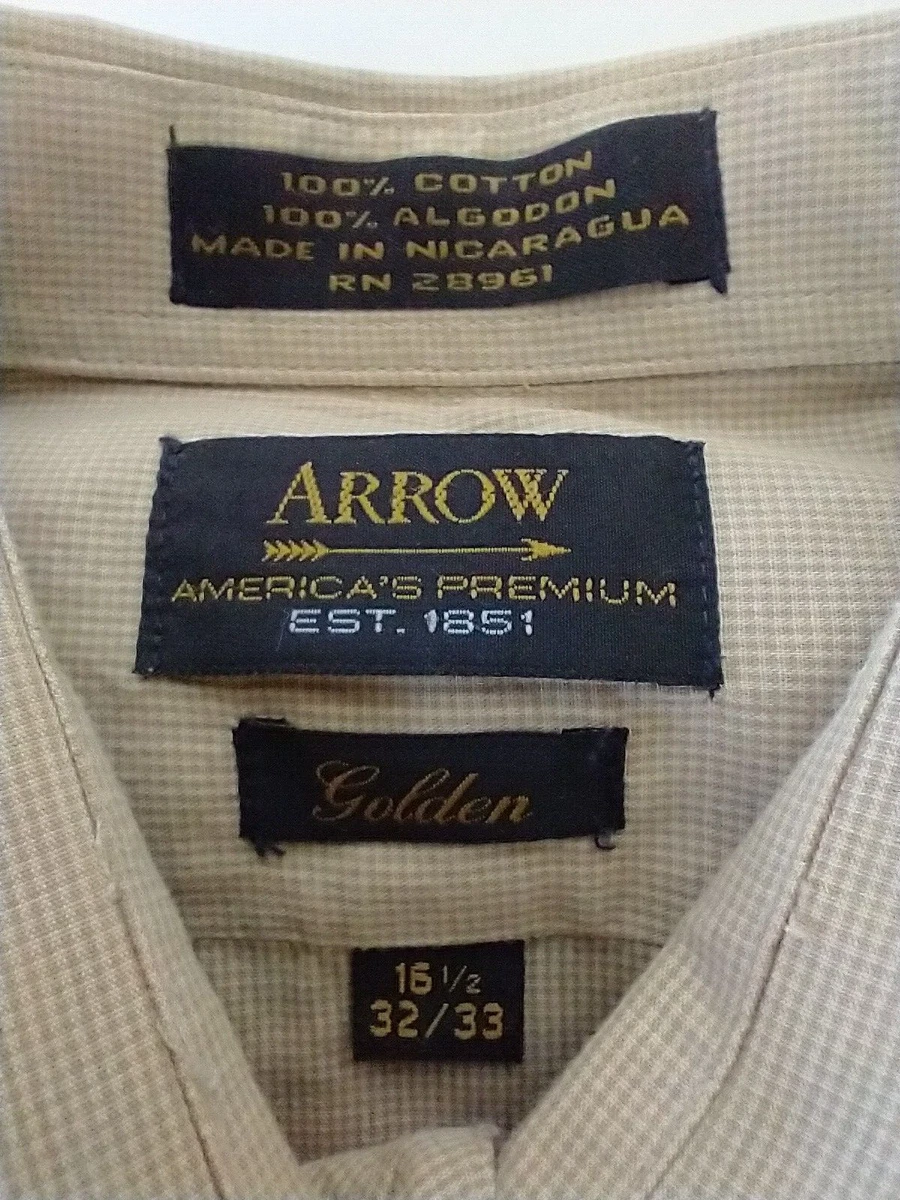 100% COTTON
100% ALGODON
MADE IN NICARAGUA
RN 28961
ARROW
AMERICA'S PREMIUM
EST. 1851
Golden
16 1/2
32/33